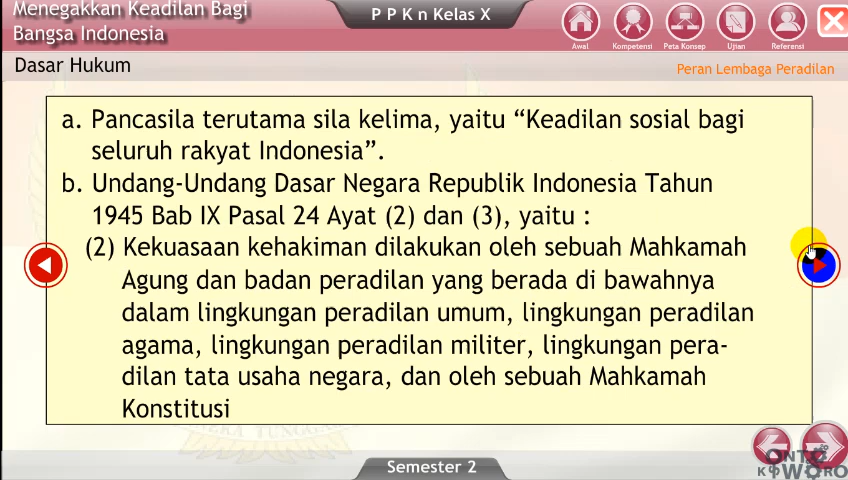 Menegakkan Keadilan Bagi
Bangsa Indonesia
P P K n Kelas X
Awal
Kompetensi
Peta Konsep
Ujian
Referensi
Dasar Hukum
Peran Lembaga Peradilan
a. Pancasila terutama sila kelima, yaitu “Keadilan sosial bagi
seluruh rakyat Indonesia”.
b. Undang-Undang Dasar Negara Republik Indonesia Tahun
1945 Bab IX Pasal 24 Ayat (2) dan (3), yaitu :
(2) Kekuasaan kehakiman dilakukan oleh sebuah Mahkamah
Agung dan badan peradilan yang berada di bawahnya
dalam lingkungan peradilan umum, lingkungan peradilan
agama, lingkungan peradilan militer, lingkungan pera-
dilan tata usaha negara, dan oleh sebuah Mahkamah
Konstitusi
Semester 2